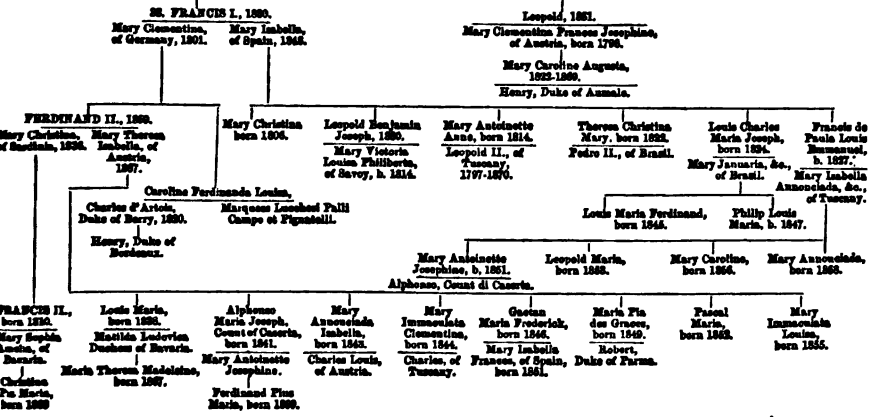 FRANCIS I.,
Mary Clementina, Mary Isabella,
of Germany, 1801. of Spain, 1848.
Leopold, 1851.
Mary Clementina Frances Josephine,
of Austria, born 1798.
Mary Caroline Augusta,
1822-1869.
Henry, Duke of Aumale.
FERDINAND II., 1859.
Mary Christina, Mary Theresa
of Sardinia, 1836. Isabella, of
Austria,
1867.
Mary Christina
born 1806.
Leopold Benjamin
Joseph,
Mary Victoria
Louisa Philiberta,
of Savoy, b. 1814.
Mary Antoinette
Anne, born 1814.
Leopold II., of
Tuscany,
1797-1870.
Theresa Christina
Mary, born 1822.
Pedro II., of Brazil.
Louis Charles
Maria Joseph,
born 1824.
Mary Januaria, &c.,
of Brazil.
Francis de
Paula Louis
Emmanuel,
b. 1827.
Mary Isabella
Annonciada, &c.,
of Tuscany.
Caroline Ferdinanda Louisa,
Charles d'Artois, Marquess Lucchesi Palli
Duke of Berry, 1820. Campo et Pignatelli.
Henry, Duke of
Bordeaux.
Louis Maria Ferdinand,
born 1845.
Philip Louis
Maria, b. 1847.
Mary Antoinette
Josephine, b. 1851.
Alphonso, Count di Caserta.
Leopold Maria,
born 1853.
Mary Caroline,
born 1856.
Mary Annonciada,
born 1858.
FRANCIS II.,
born
Mary Sophia
of
Bavaria.
Christina
Pia Maria,
born 1869
Louis Maria,
born 1838.
Matilda Ludovica
Duchess of Bavaria.
Maria Theresa Madeleine,
born 1867.
Alphonso
Maria Joseph,
Count of Caserta,
born 1841.
Mary Antoinette
Josephine.
Ferdinand Pius
Maria, born 1869.
Mary
Annonciada
Isabella,
born 1843.
Charles Louis,
of Austria.
Mary
Immaculata
Clementina,
born 1844.
Charles, of
Tuscany.
Gaetan
Maria Frederick,
born 1846.
Mary Isabella
Frances, of Spain,
born 1851.
Maria Pia
des Graces,
born 1849.
Robert,
Duke of Parma.
Pascal
Maria,
born 1852.
Mary
Immaculata
Louisa,
born 1855.